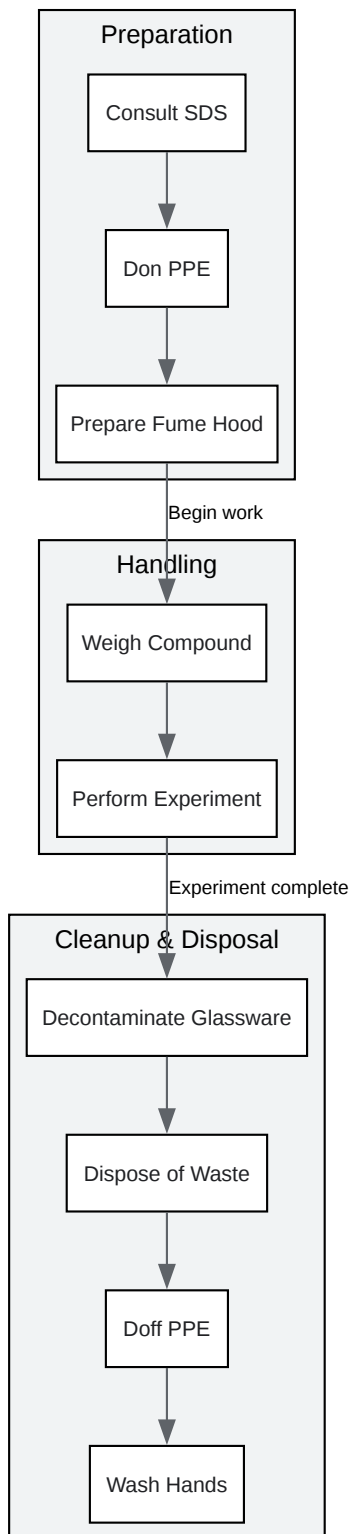 Preparation
Consult SDS
Don PPE
Prepare Fume Hood
Begin work
Handling
Weigh Compound
Perform Experiment
Experiment complete
Cleanup & Disposal
Decontaminate Glassware
Dispose of Waste
Doff PPE
Wash Hands